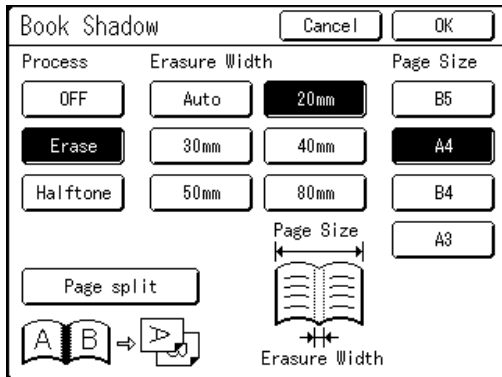 Book Shadow Cancel OK
Process Erasure Width Page Size
OFF Auto 20mm B5
Erase 30mm 40mm A4
Halftone 50mm 80mm B4
Page Size A3
Page split
A B A B
Erasure Width